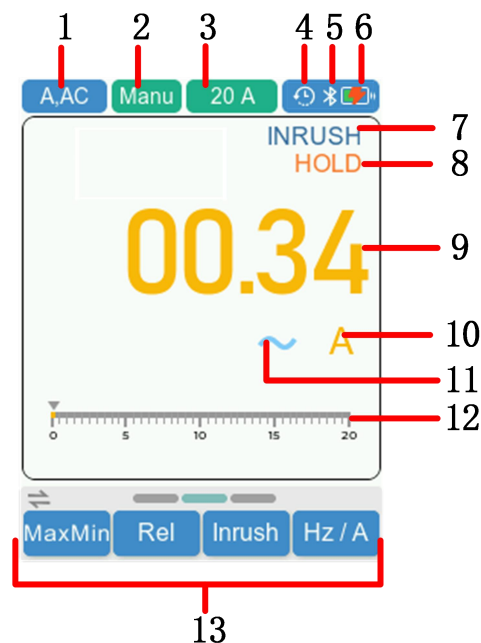 1 2 3 4 5 6
A,AC Manu 20 A
INRUSH 7
HOLD 8
00.34 9
A 10
11
12
0 5 10 15 20
MaxMin Rel Inrush Hz / A
13